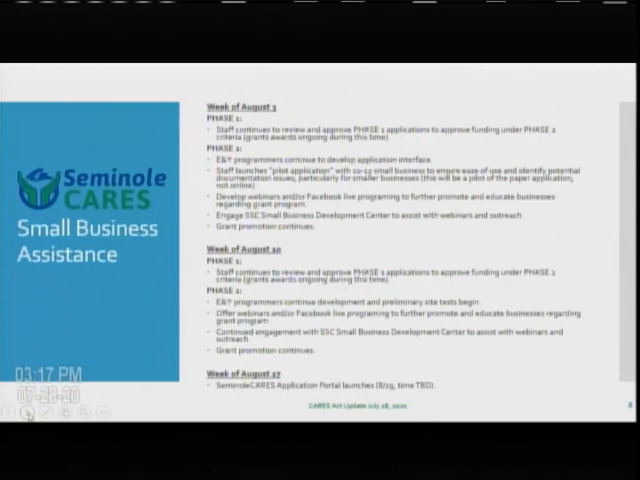 Seminole
CARES
Small Business
Assistance
Week of August 3
PHASE 1:
Staff continues to review and approve PHASE 1 applications to approve funding under PHASE 2
criteria (grants awards ongoing during this time).
PHASE 2:
E&Y programmers continue to develop application interface.
Staff launches "pilot application" with 10-12 small business to ensure ease of use and identify potential
documentation issues, particularly for smaller businesses (this will be a pilot of the paper application,
not online).
Develop webinars and/or Facebook live programing to further promote and educate businesses
regarding grant program.
Engage SSC Small Business Development Center to assist with webinars and outreach.
Grant promotion continues.
Week of August 10
PHASE 1:
Staff continues to review and approve PHASE 1 applications to approve funding under PHASE 2
criteria (grants awards ongoing during this time).
PHASE 2:
E&Y programmers continue development and preliminary site tests begin.
Offer webinars and/or Facebook live programing to further promote and educate businesses regarding
grant program.
Continued engagement with SSC Small Business Development Center to assist with webinars and
outreach.
Grant promotion continues.
Week of August 17
SeminoleCARES Application Portal launches (8/19, time TBD).
CARES Act Update July 28, 2020
8
03:17 PM
07-28-20